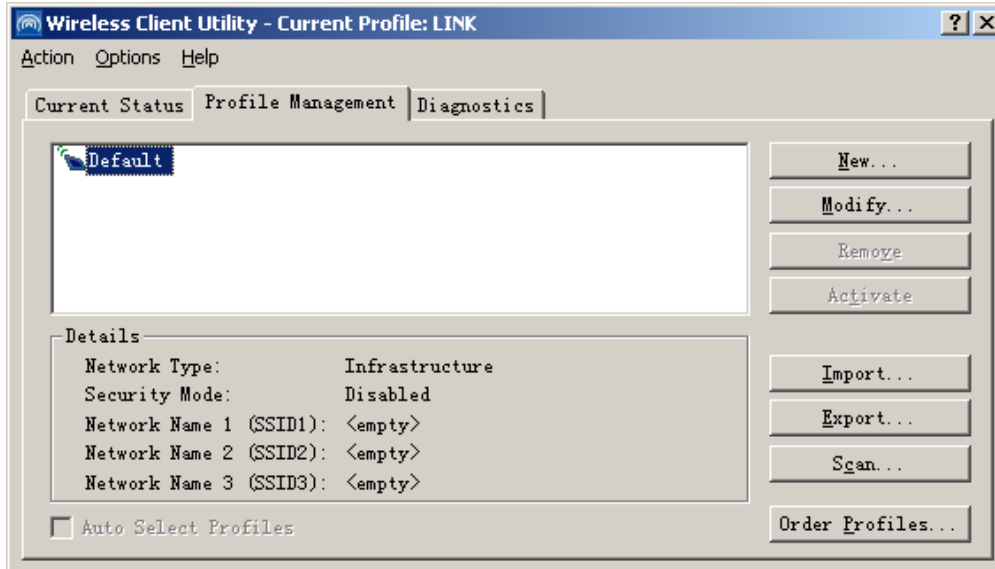 Wireless Client Utility - Current Profile: LINK
Action Options Help
Current Status Profile Management Diagnostics
Default
New...
Modify...
Remove
Activate
Details
Network Type: Infrastructure
Security Mode: Disabled
Network Name 1 (SSID1): <empty>
Network Name 2 (SSID2): <empty>
Network Name 3 (SSID3): <empty>
Import...
Export...
Scan...
Auto Select Profiles
Order Profiles...